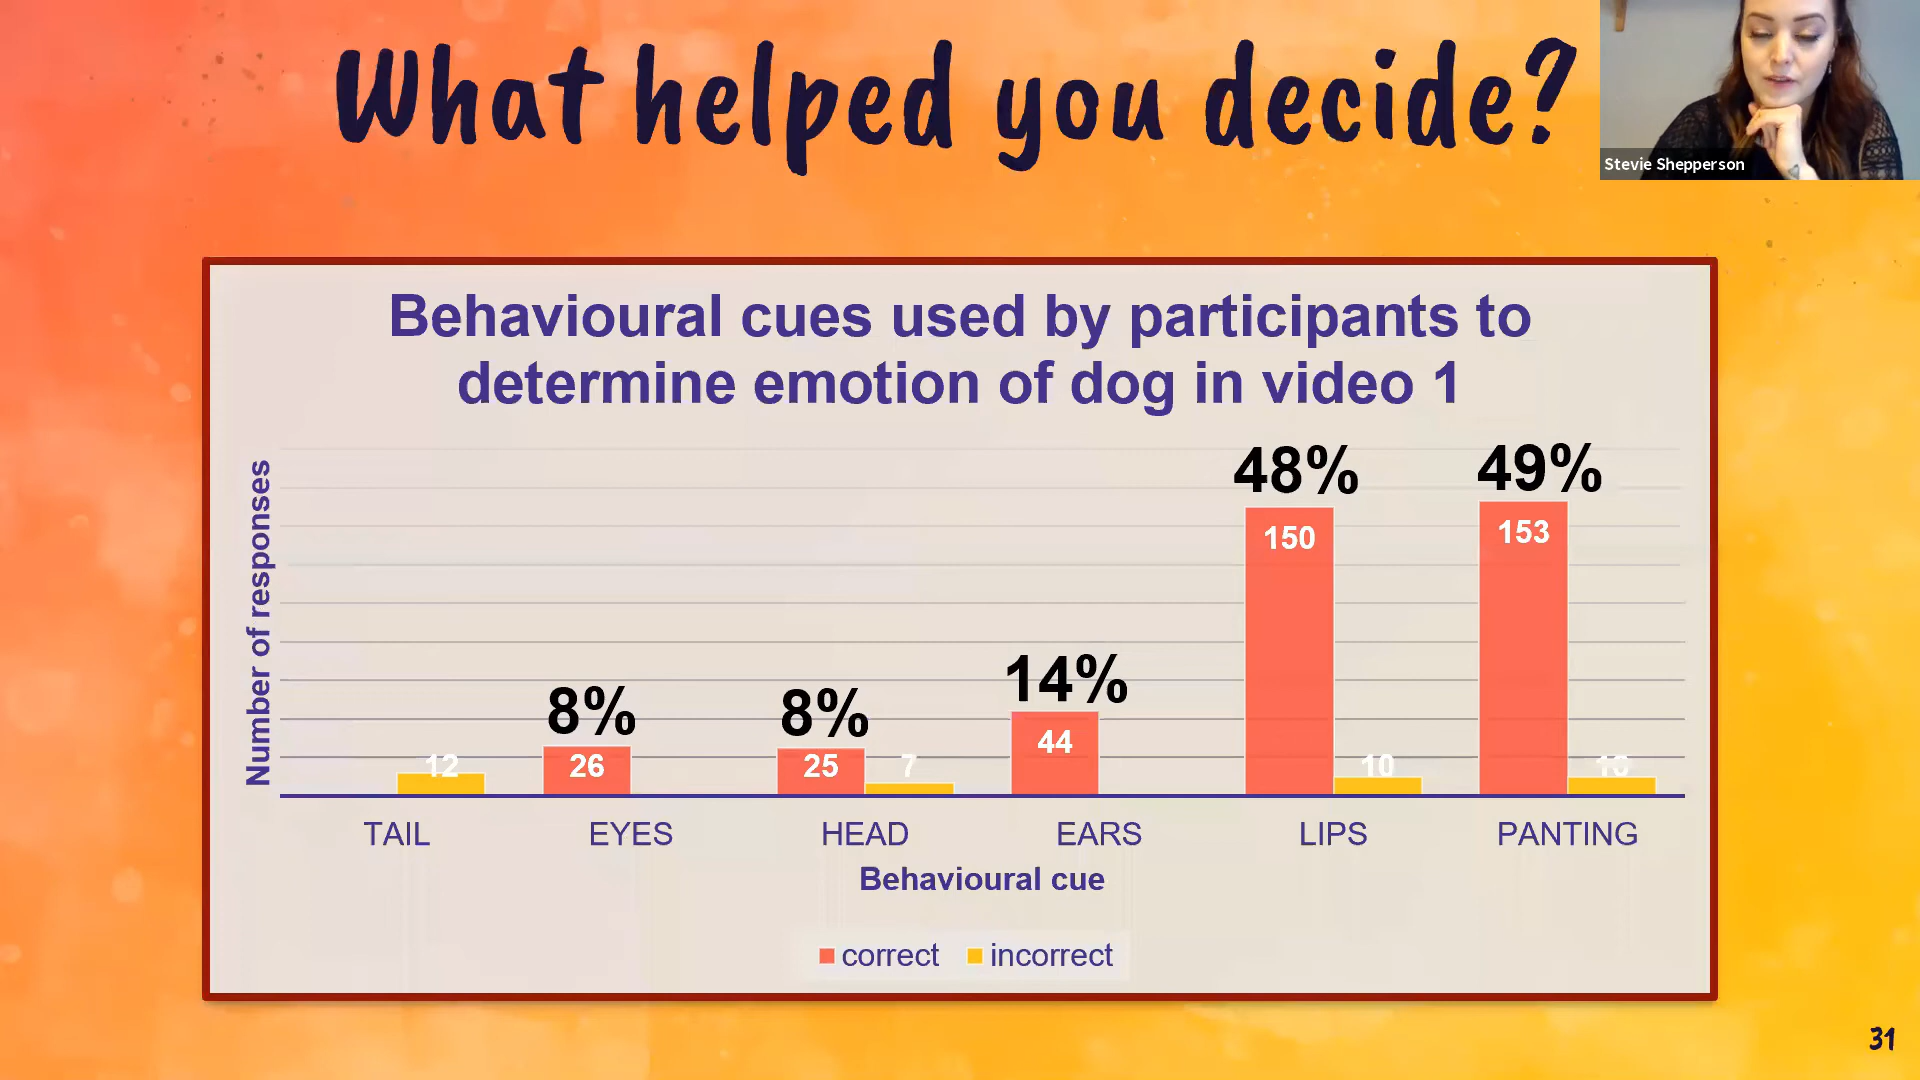 What helped you decide?
Stevie Shepperson
Behavioural cues used by participants to
determine emotion of dog in video 1
Number of responses
48%
49%
150
153
14%
44
8%
8%
12
26
25
7
10
10
TAIL
EYES
HEAD
EARS
LIPS
PANTING
Behavioural cue
correct
incorrect
31